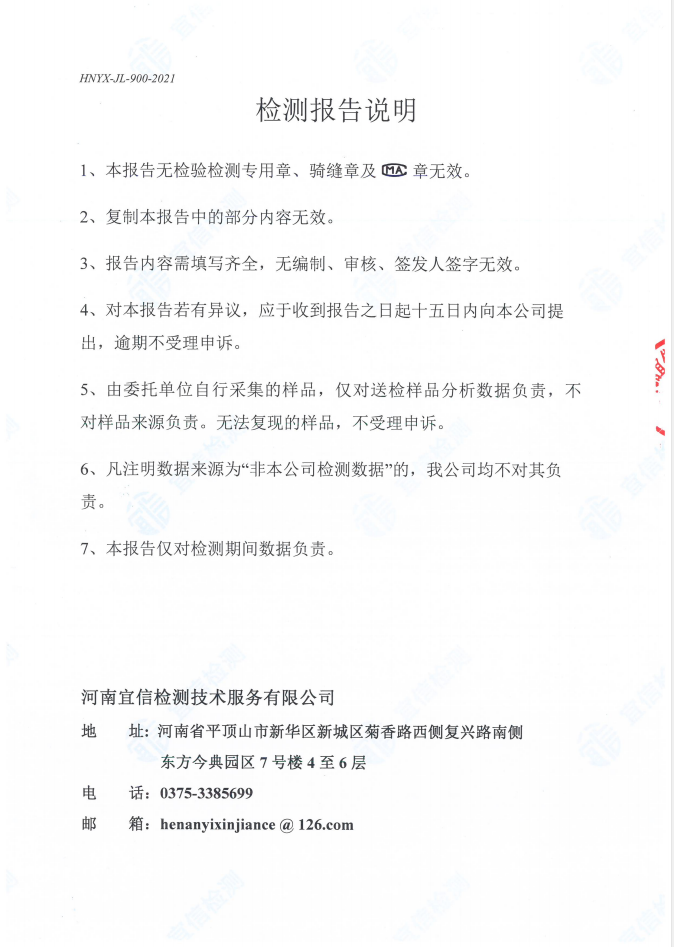 HNYX-JL-900-2021
检测报告说明
1、本报告无检验检测专用章、骑缝章及 MA 章无效。
2、复制本报告中的部分内容无效。
3、报告内容需填写齐全，无编制、审核、签发人签字无效。
4、对本报告若有异议，应于收到报告之日起十五日内向本公司提
出，逾期不受理申诉。
5、由委托单位自行采集的样品，仅对送检样品分析数据负责，不
对样品来源负责。无法复现的样品，不受理申诉。
6、凡注明数据来源为“非本公司检测数据”的，我公司均不对其负
责。
7、本报告仅对检测期间数据负责。
河南宜信检测技术服务有限公司
地 址：河南省平顶山市新华区新城区菊香路西侧复兴路南侧
东方今典园区 7 号楼 4 至 6 层
电 话：0375-3385699
邮 箱：henanyixinjiance @ 126.com